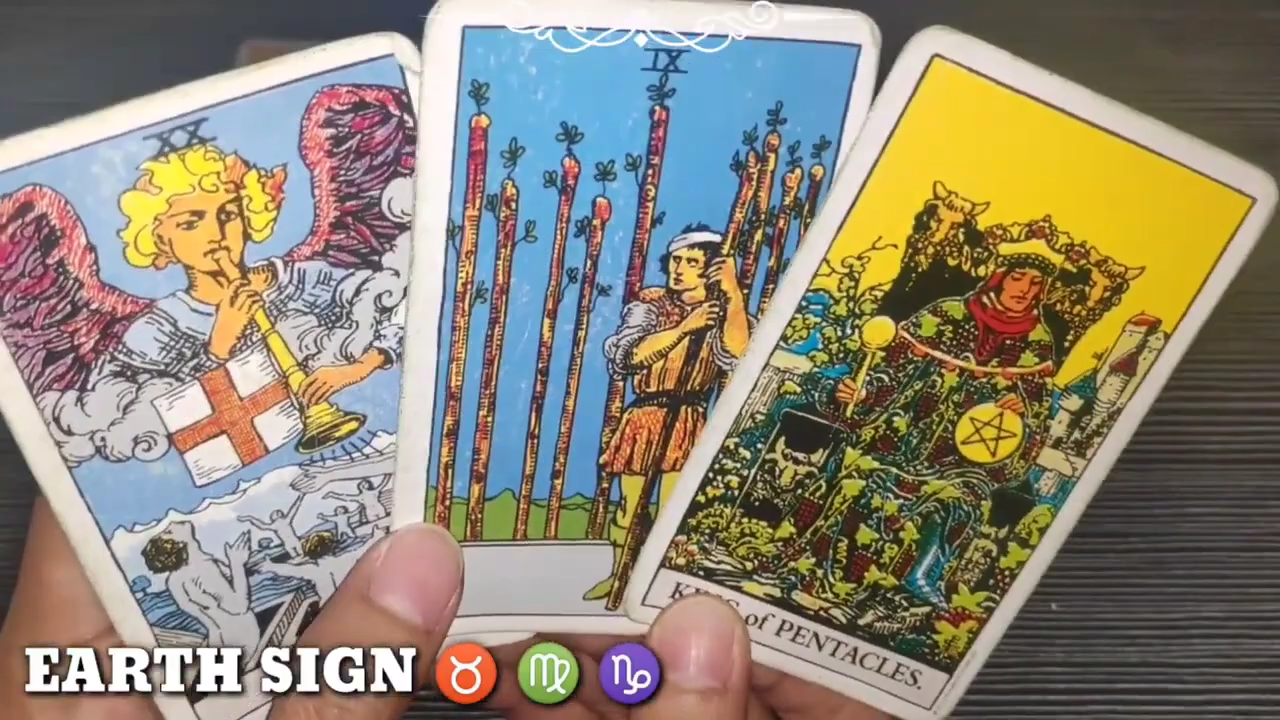 XX
IX
KING of PENTACLES.
EARTH SIGN ♉ ♍ ♑